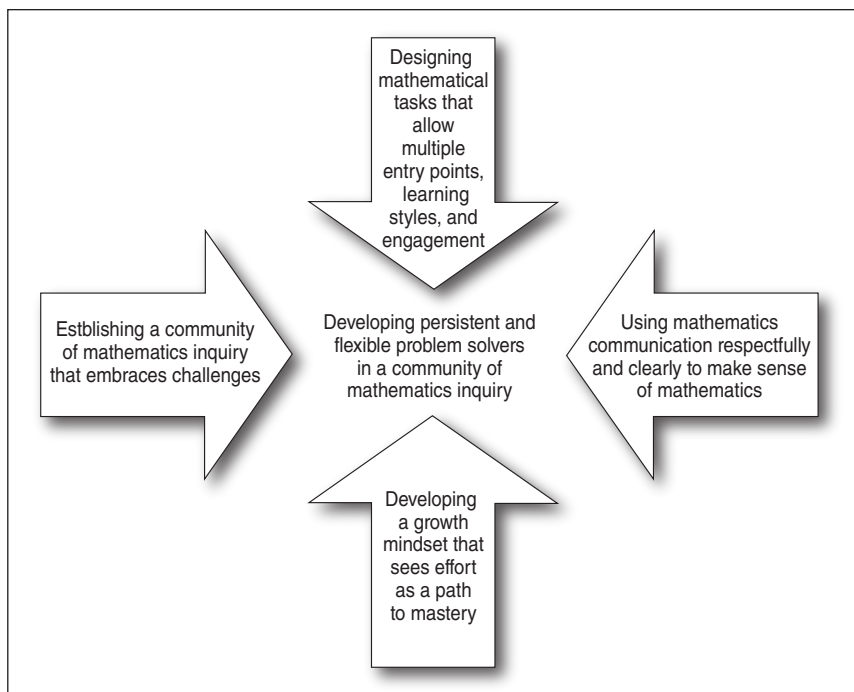 Designing
mathematical
tasks that
allow
multiple
entry points,
learning
styles, and
engagement
Estblishing a community
of mathematics inquiry
that embraces challenges
Developing persistent and
flexible problem solvers
in a community of
mathematics inquiry
Using mathematics
communication respectfully
and clearly to make sense
of mathematics
Developing
a growth
mindset that
sees effort
as a path
to mastery